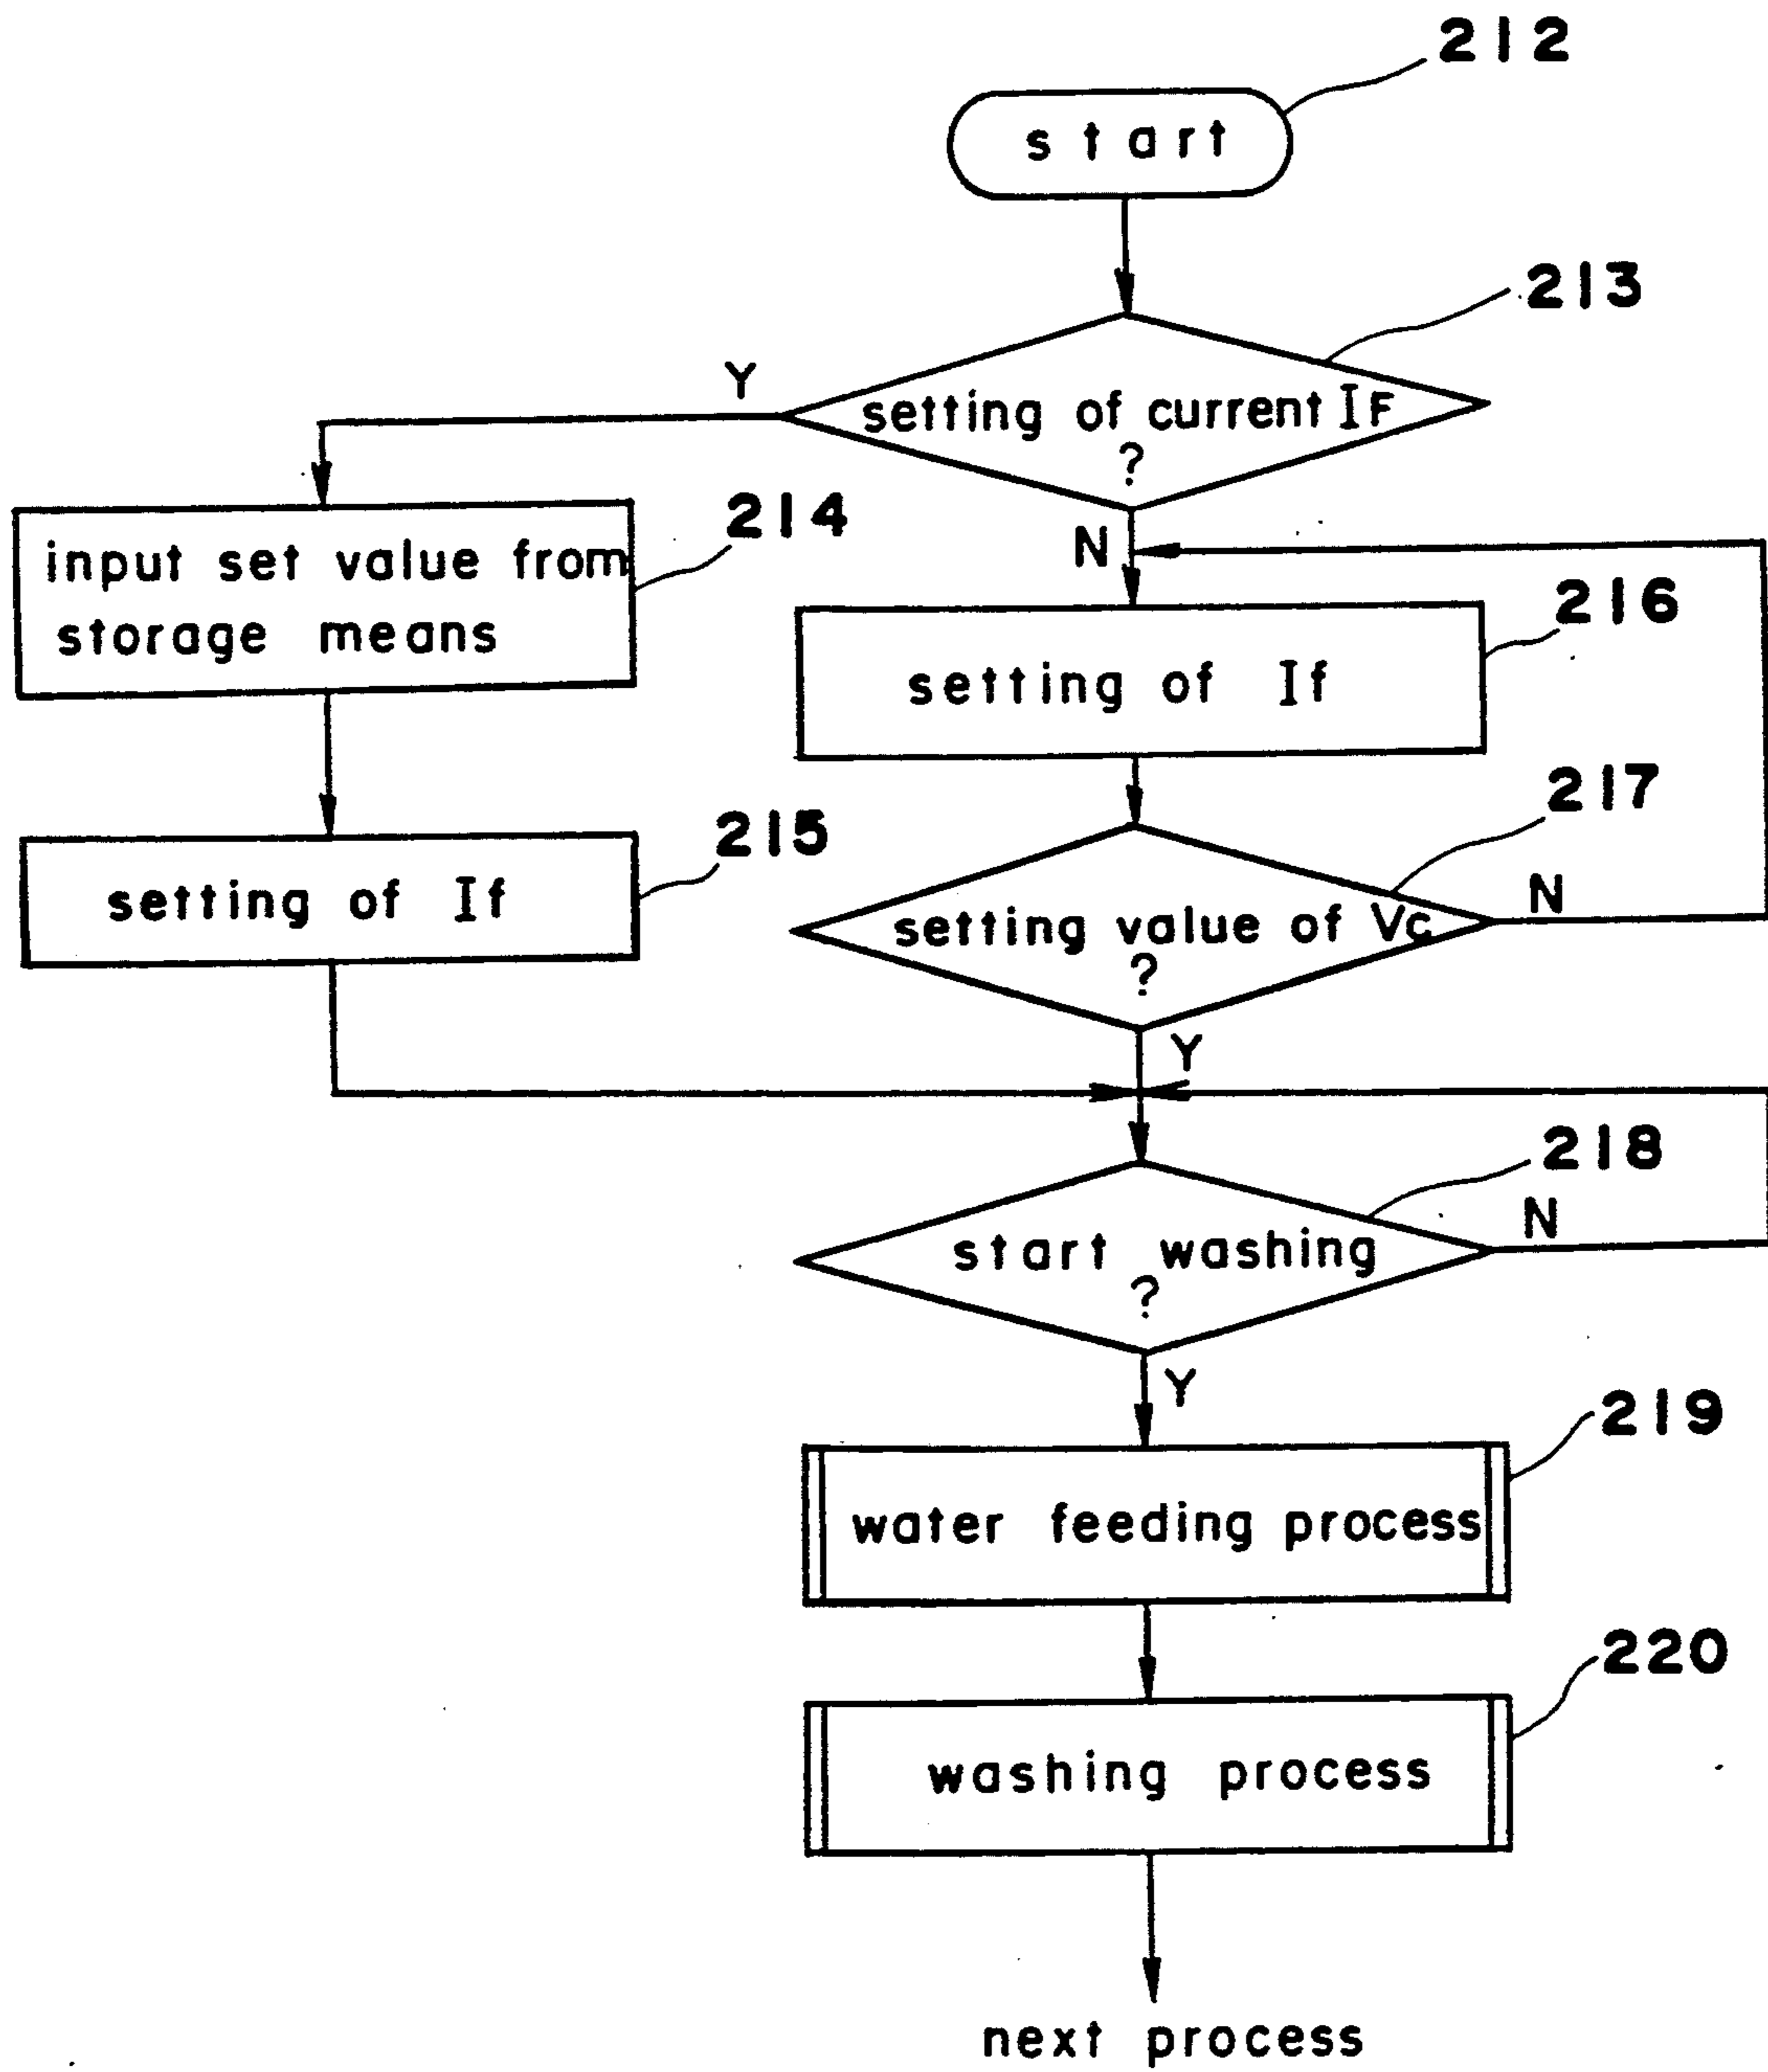 212
start
213
Y
setting of current IF
?
214
N
input set value from
storage means
216
setting of If
217
215
N
setting of If
setting value of Vc
?
Y
218
N
start washing
?
Y
219
water feeding process
220
washing process
next process